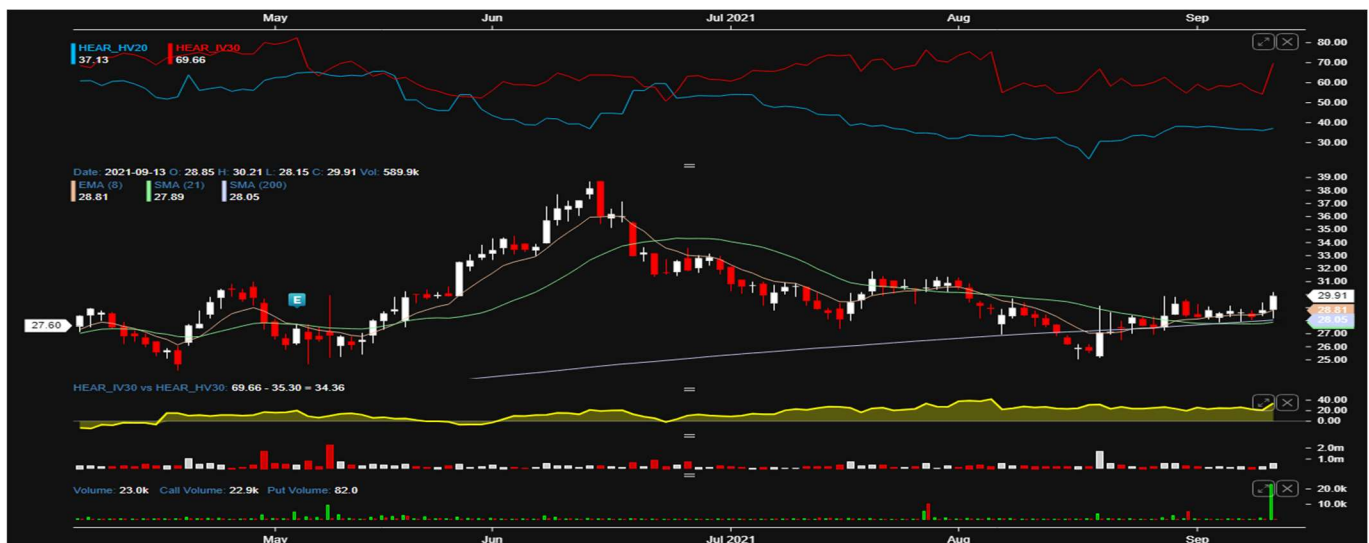 May Jun Jul 2021 Aug Sep
HEAR_HV20 HEAR_IV30
37.13 69.66
80.00
70.00
60.00
50.00
40.00
30.00
Date: 2021-09-13 O: 28.85 H: 30.21 L: 28.15 C: 29.91 Vol: 589.9k
EMA (8) SMA (21) SMA (200)
28.81 27.89 28.05
39.00
38.00
37.00
36.00
35.00
34.00
33.00
32.00
31.00
E
29.91
28.81
28.05
27.60
27.00
26.00
25.00
HEAR_IV30 vs HEAR_HV30: 69.66 - 35.30 = 34.36
40.00
20.00
0.00
2.0m
1.0m
Volume: 23.0k Call Volume: 22.9k Put Volume: 82.0
20.0k
10.0k
May Jun Jul 2021 Aug Sep